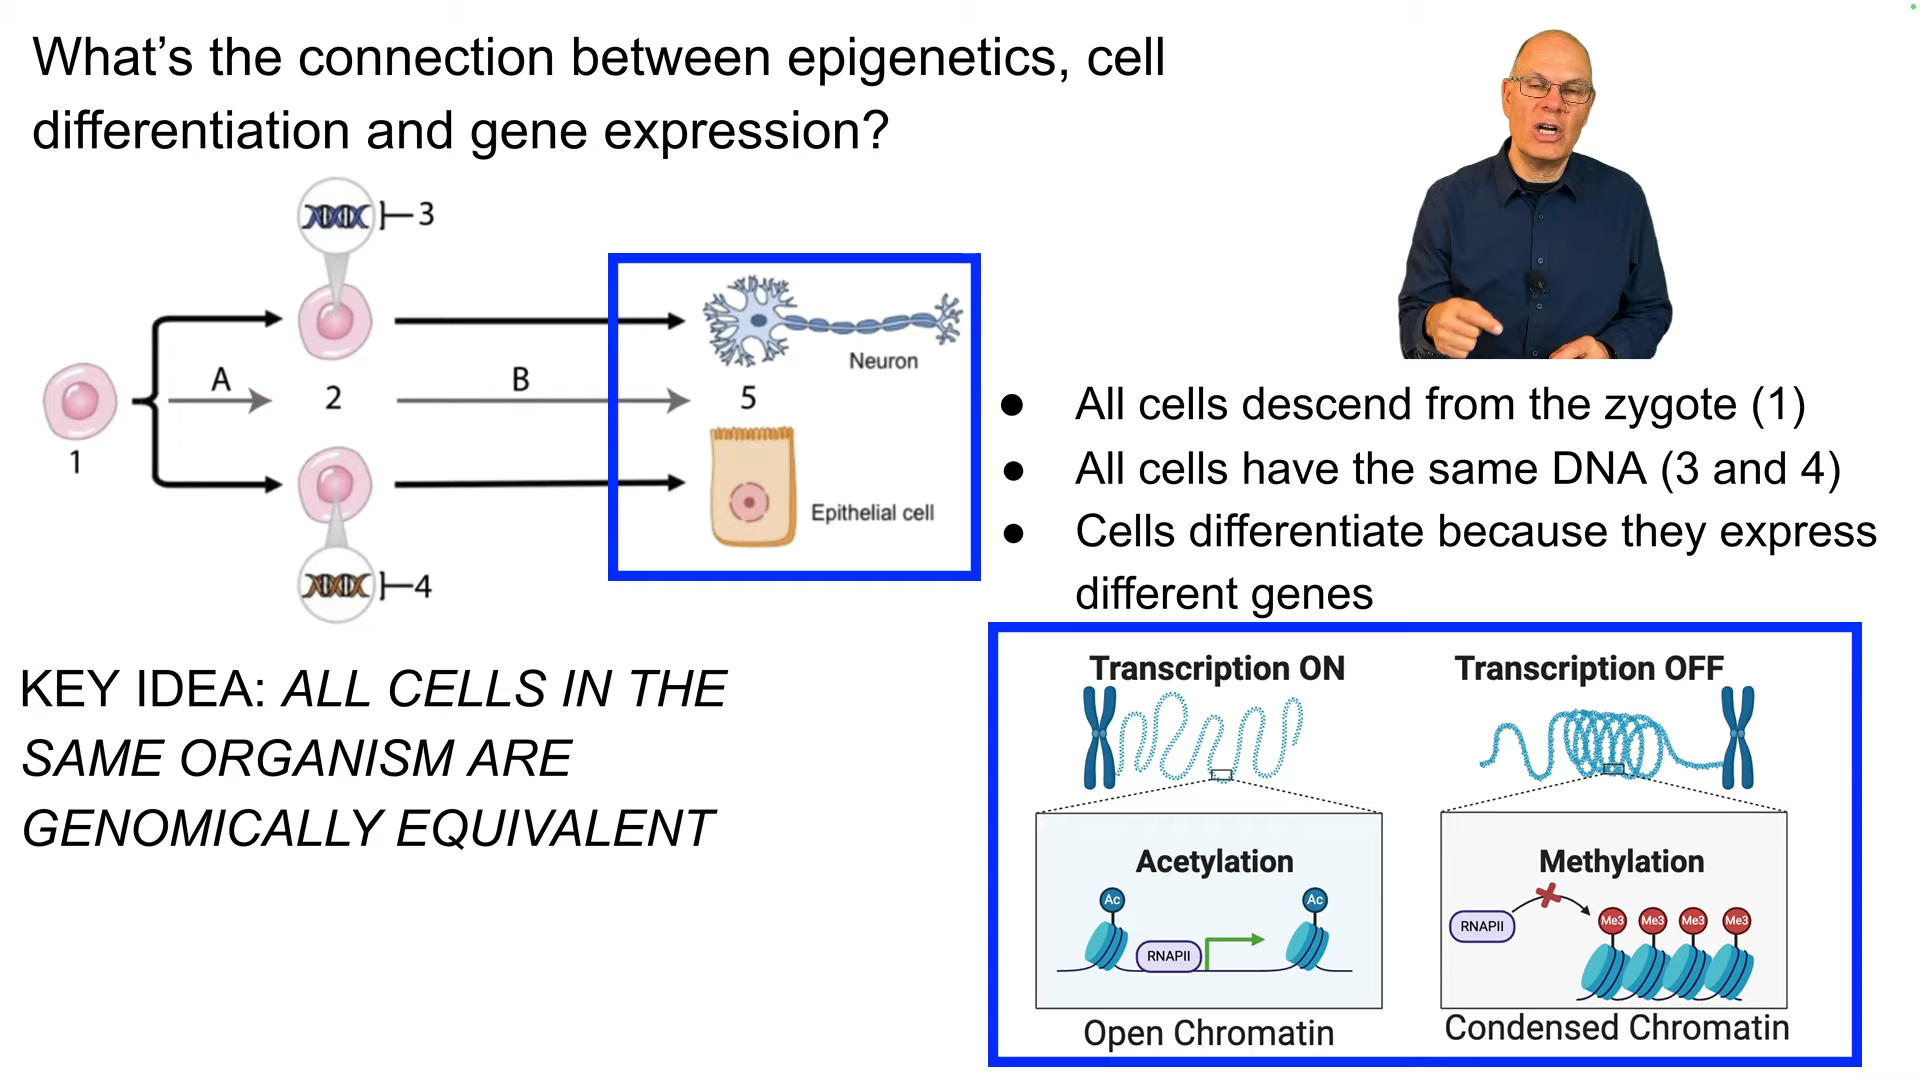 What’s the connection between epigenetics, cell
differentiation and gene expression?
3
Neuron
A
B
1
2
5
Epithelial cell
4
● All cells descend from the zygote (1)
● All cells have the same DNA (3 and 4)
● Cells differentiate because they express
different genes
KEY IDEA: ALL CELLS IN THE
SAME ORGANISM ARE
GENOMICALLY EQUIVALENT
Transcription ON
Acetylation
Ac
Ac
RNAPII
Open Chromatin
Transcription OFF
Methylation
RNAPII
Me3 Me3 Me3 Me3
Condensed Chromatin